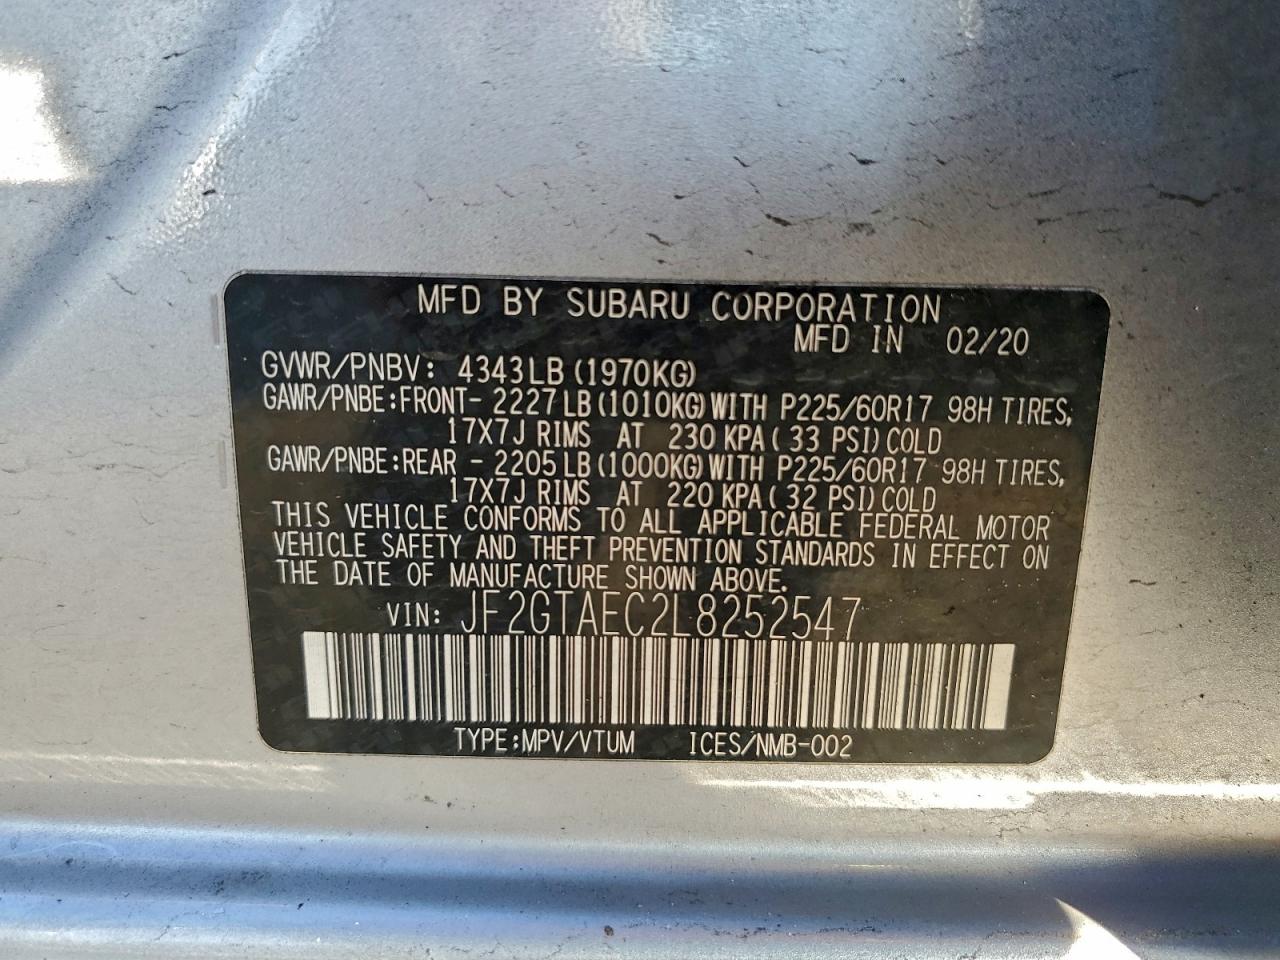 MFD BY SUBARU CORPORATION
MFD IN 02/20
GVWR/PNBV: 4343LB (1970KG)
GAWR/PNBE:FRONT- 2227LB(1010KG)WITH P225/60R17 98H TIRES,
17X7J RIMS AT 230 KPA( 33 PSI)COLD
GAWR/PNBE:REAR - 2205LB(1000KG)WITH P225/60R17 98H TIRES,
17X7J RIMS AT 220 KPA( 32 PSI)COLD
THIS VEHICLE CONFORMS TO ALL APPLICABLE FEDERAL MOTOR
VEHICLE SAFETY AND THEFT PREVENTION STANDARDS IN EFFECT ON
THE DATE OF MANUFACTURE SHOWN ABOVE.
VIN: JF2GTAEC2L8252547
TYPE:MPV/VTUM ICES/NMB-002